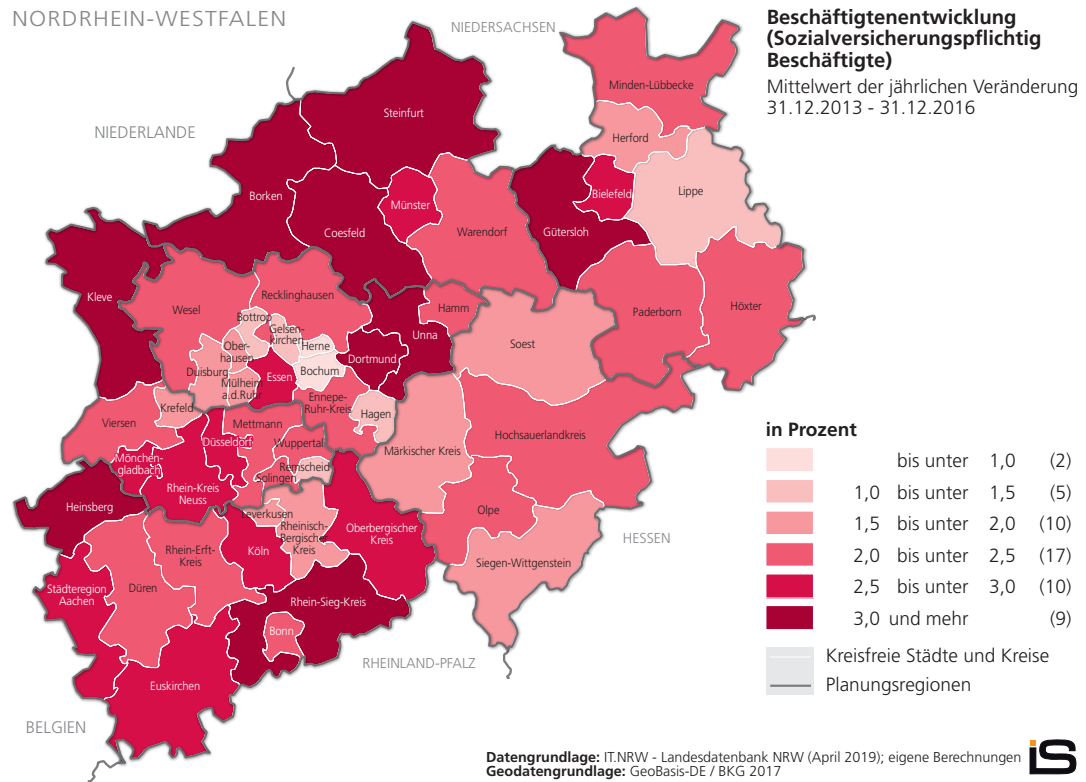 NORDRHEIN-WESTFALEN
NIEDERSACHSEN
NIEDERLANDE
HESSEN
RHEINLAND-PFALZ
BELGIEN
Beschäftigtenentwicklung
(Sozialversicherungspflichtig
Beschäftigte)
Mittelwert der jährlichen Veränderung
31.12.2013 - 31.12.2016
Minden-Lübbecke
Steinfurt
Herford
Borken
Münster
Bielefeld
Lippe
Coesfeld
Warendorf
Gütersloh
Kleve
Wesel
Recklinghausen
Hamm
Paderborn
Höxter
Bottrop
Gelsen-
kirchen
Ober-
hausen
Herne
Unna
Dortmund
Soest
Duisburg
Essen
Bochum
Mülheim
a.d.Ruhr
Ennepe-
Ruhr-Kreis
Krefeld
Hagen
Viersen
Mettmann
Düsseldorf
Wuppertal
Märkischer Kreis
Hochsauerlandkreis
Mönchen-
gladbach
Remscheid
Solingen
Rhein-Kreis
Neuss
Heinsberg
Leverkusen
Rheinisch-
Bergischer
Kreis
Oberbergischer
Kreis
Olpe
Rhein-Erft-
Kreis
Köln
Siegen-Wittgenstein
Städteregion
Aachen
Düren
Rhein-Sieg-Kreis
Bonn
Euskirchen
in Prozent
bis unter 1,0 (2)
1,0 bis unter 1,5 (5)
1,5 bis unter 2,0 (10)
2,0 bis unter 2,5 (17)
2,5 bis unter 3,0 (10)
3,0 und mehr (9)
Kreisfreie Städte und Kreise
Planungsregionen
Datengrundlage: IT.NRW - Landesdatenbank NRW (April 2019); eigene Berechnungen
Geodatengrundlage: GeoBasis-DE / BKG 2017
iS